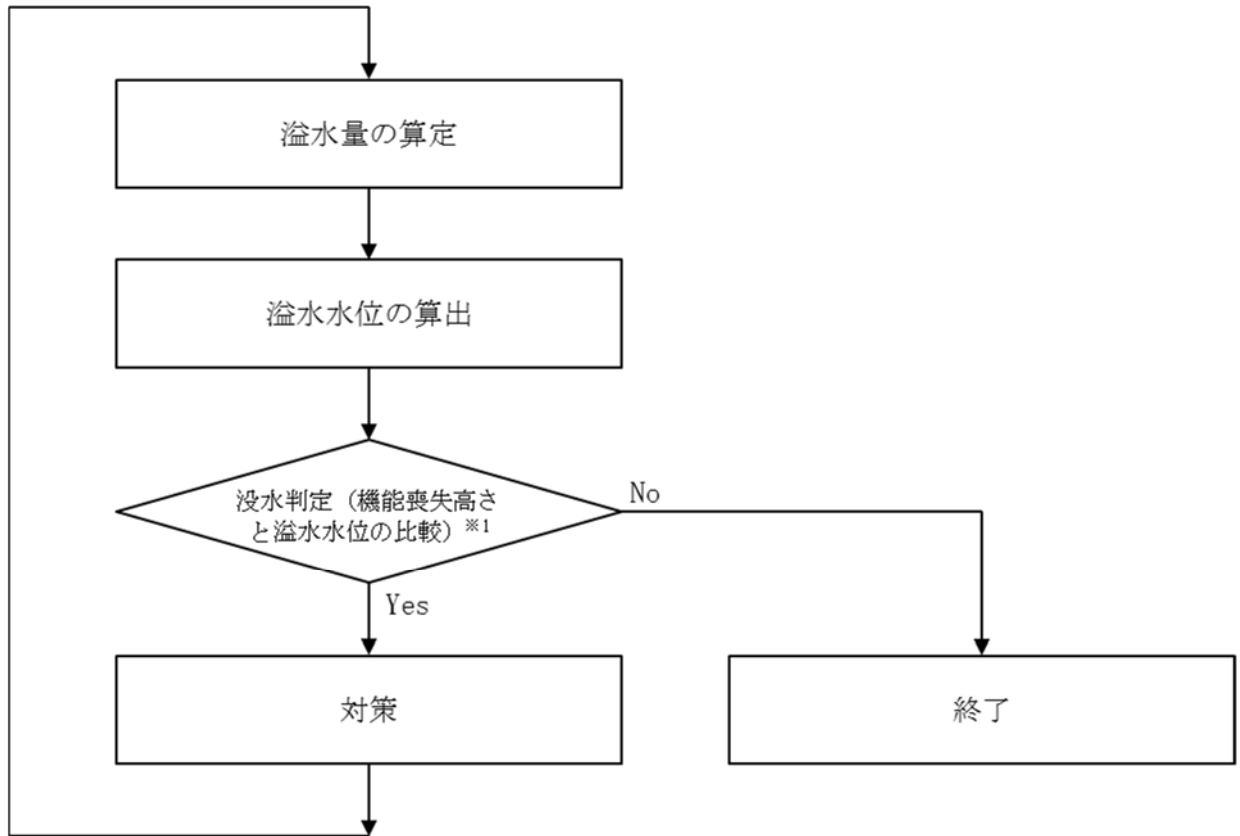 溢水量の算定
溢水水位の算出
没水判定（機能喪失高さ
と溢水水位の比較）※1
No
Yes
対策
終了